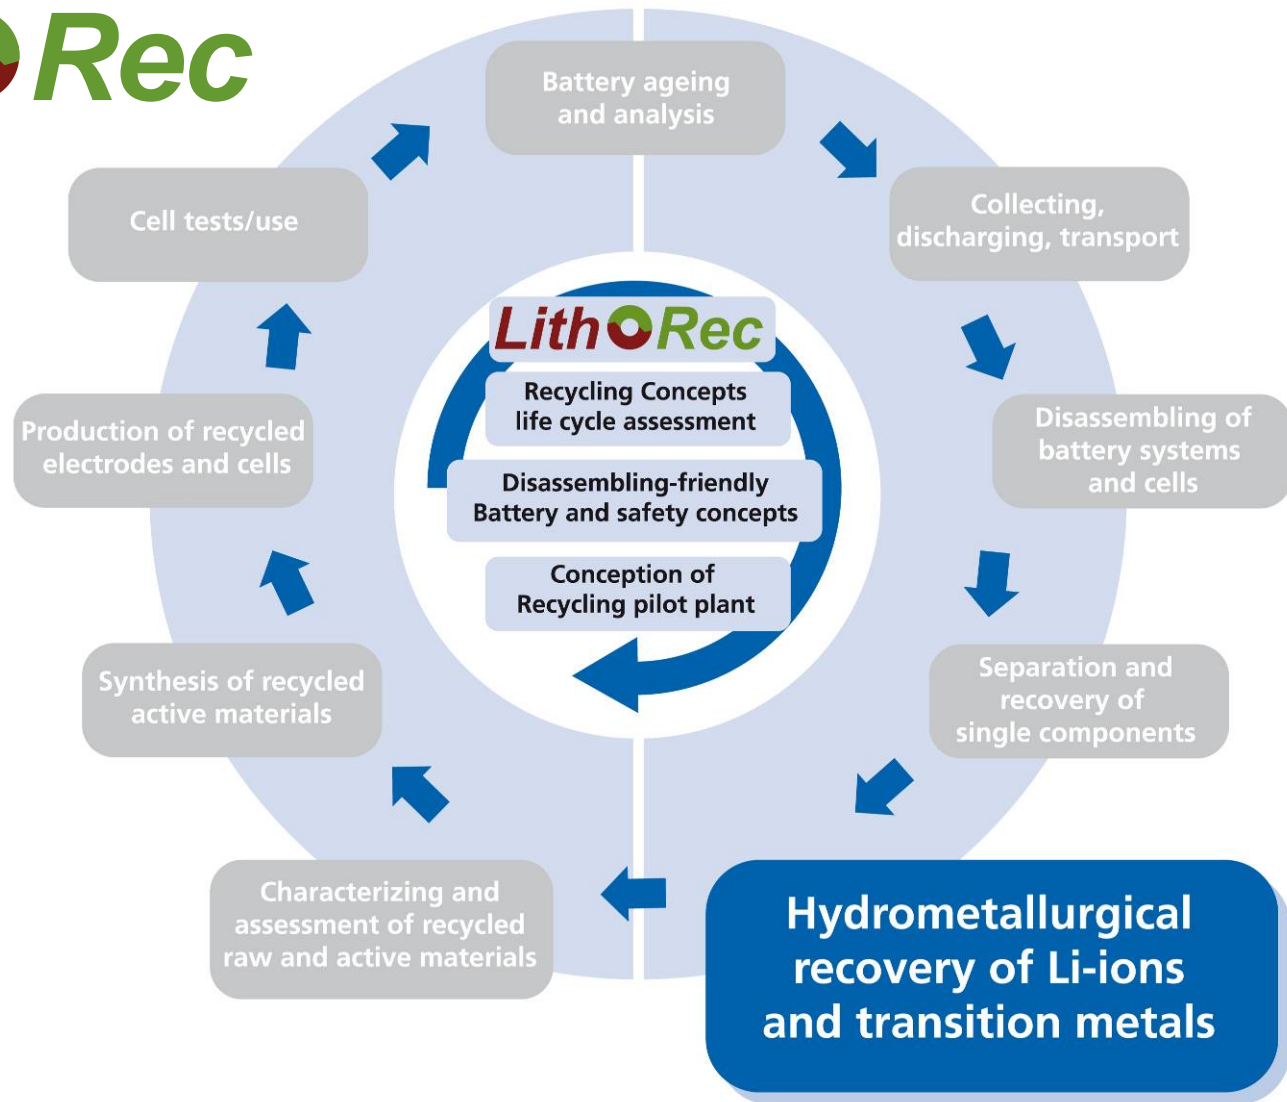 Rec
Battery ageing
and analysis
Cell tests/use
Collecting,
discharging, transport
LithoRec
Recycling Concepts
life cycle assessment
Production of recycled
electrodes and cells
Disassembling of
battery systems
and cells
Disassembling-friendly
Battery and safety concepts
Conception of
Recycling pilot plant
Synthesis of recycled
active materials
Separation and
recovery of
single components
Characterizing and
assessment of recycled
raw and active materials
Hydrometallurgical
recovery of Li-ions
and transition metals